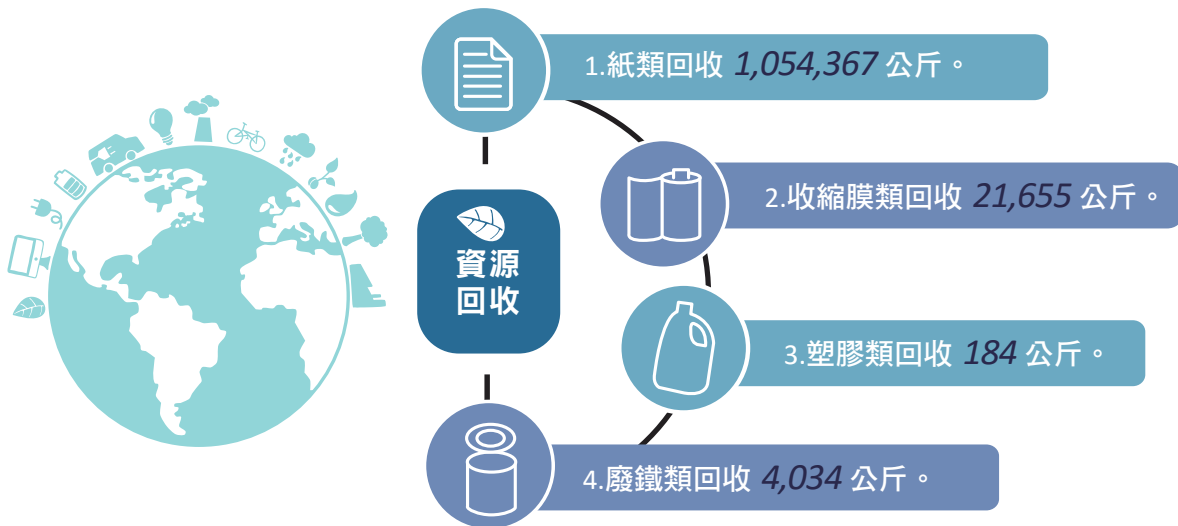 資源
回收
1.紙類回收 1,054,367 公斤。
2.收縮膜類回收 21,655 公斤。
3.塑膠類回收 184 公斤。
4.廢鐵類回收 4,034 公斤。